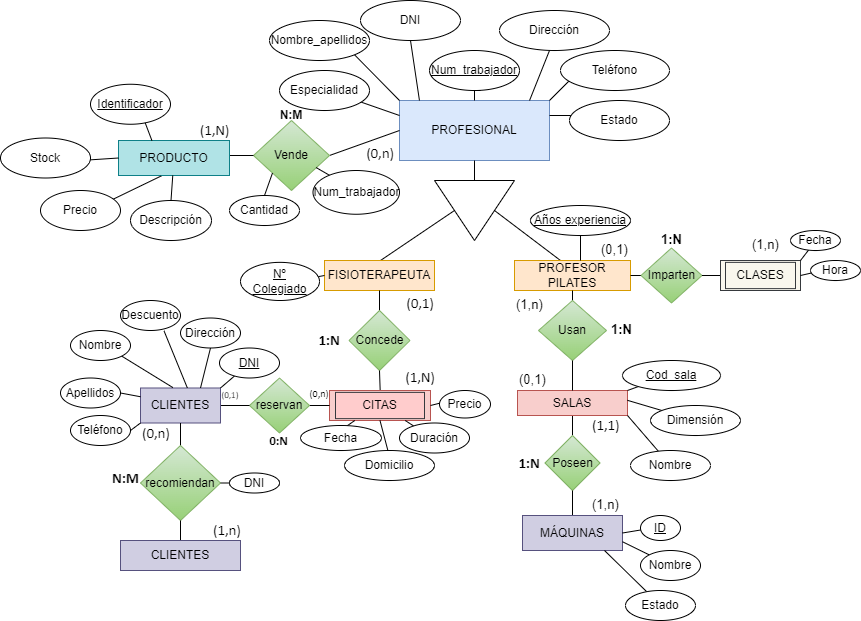 DNI
Dirección
Nombre_apellidos
Num_trabajador
Teléfono
Especialidad
Identificador
N:M
Estado
(1,N)
PROFESIONAL
Stock
PRODUCTO
Vende
(0,n)
Num_trabajador
Precio
Descripción
Cantidad
Años experiencia
1:N
(1,n)
Fecha
(0,1)
Nº
Colegiado
FISIOTERAPEUTA
PROFESOR
PILATES
Imparten
CLASES
Hora
(0,1)
(1,n)
Descuento
Dirección
1:N
Concede
Usan
1:N
Nombre
DNI
(1,N)
(0,1)
Cod_sala
Apellidos
CLIENTES
(0,1)
reservan
(0,n)
CITAS
Precio
SALAS
Dimensión
Teléfono
(0,n)
0:N
Fecha
Duración
(1,1)
Domicilio
1:N
Poseen
Nombre
N:M
recomiendan
DNI
(1,n)
(1,n)
CLIENTES
MÁQUINAS
ID
Nombre
Estado